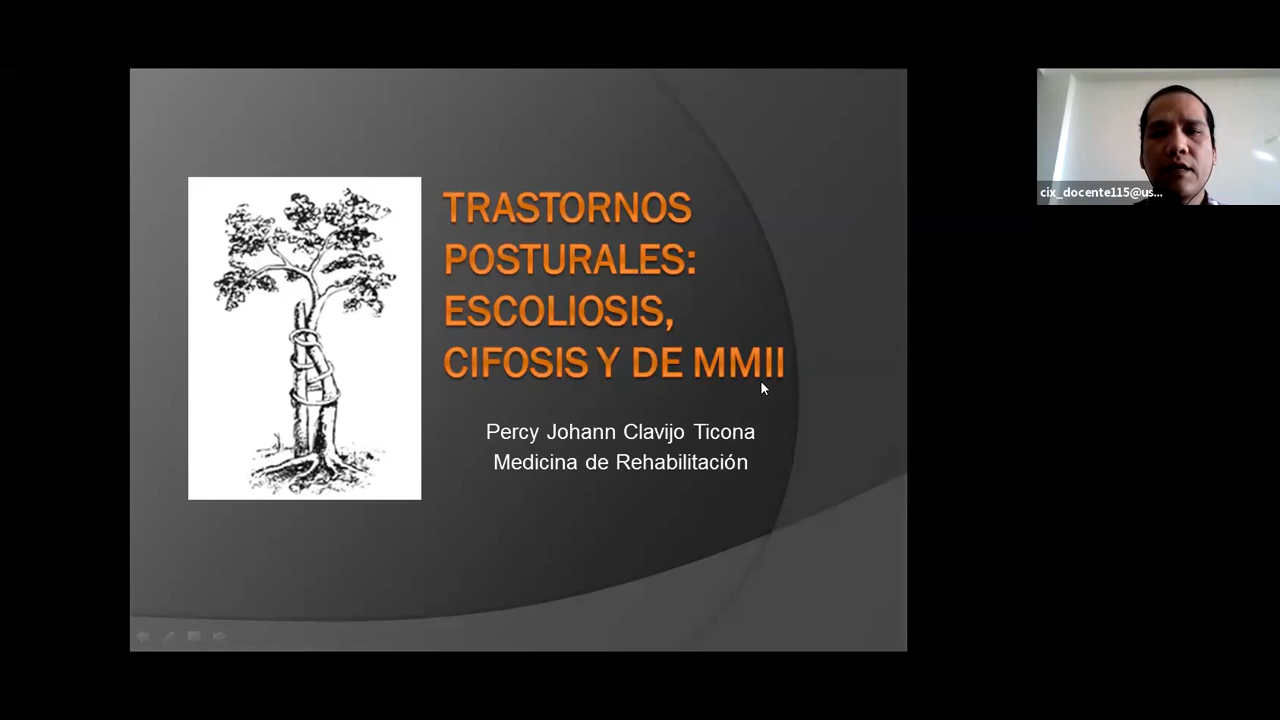 TRASTORNOS
POSTURALES:
ESCOLIOSIS,
CIFOSIS Y DE MMII
Percy Johann Clavijo Ticona
Medicina de Rehabilitación
cix_docente115@us...